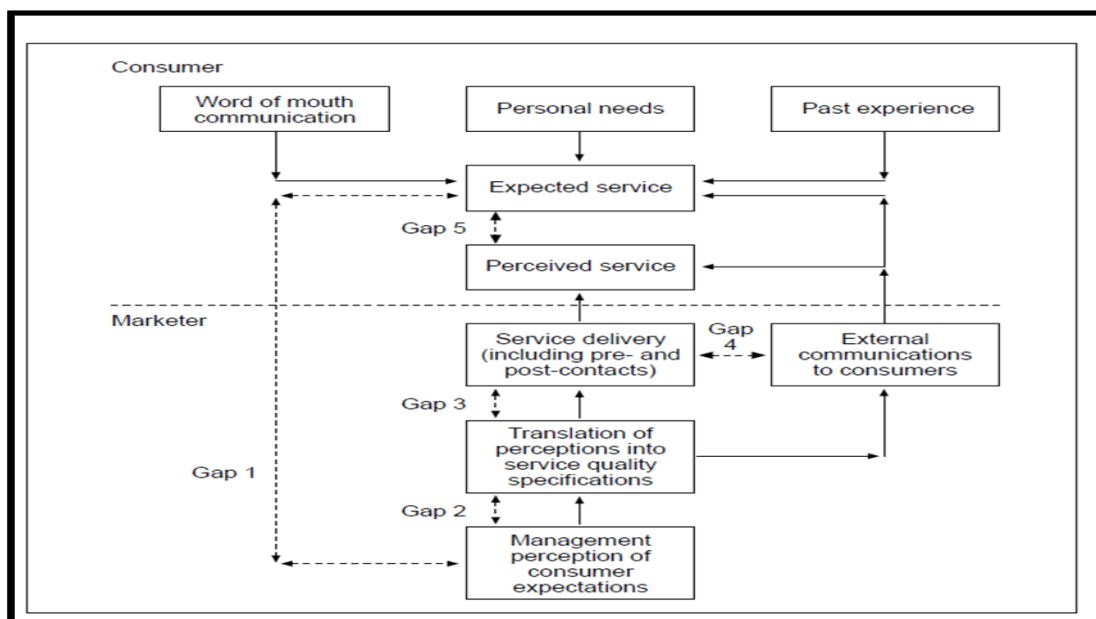 Consumer
Word of mouth
communication
Personal needs
Past experience
Expected service
Gap 5
Perceived service
Marketer
Service delivery
(including pre- and
post-contacts)
Gap
4
External
communications
to consumers
Gap 3
Translation of
perceptions into
service quality
specifications
Gap 1
Gap 2
Management
perception of
consumer
expectations